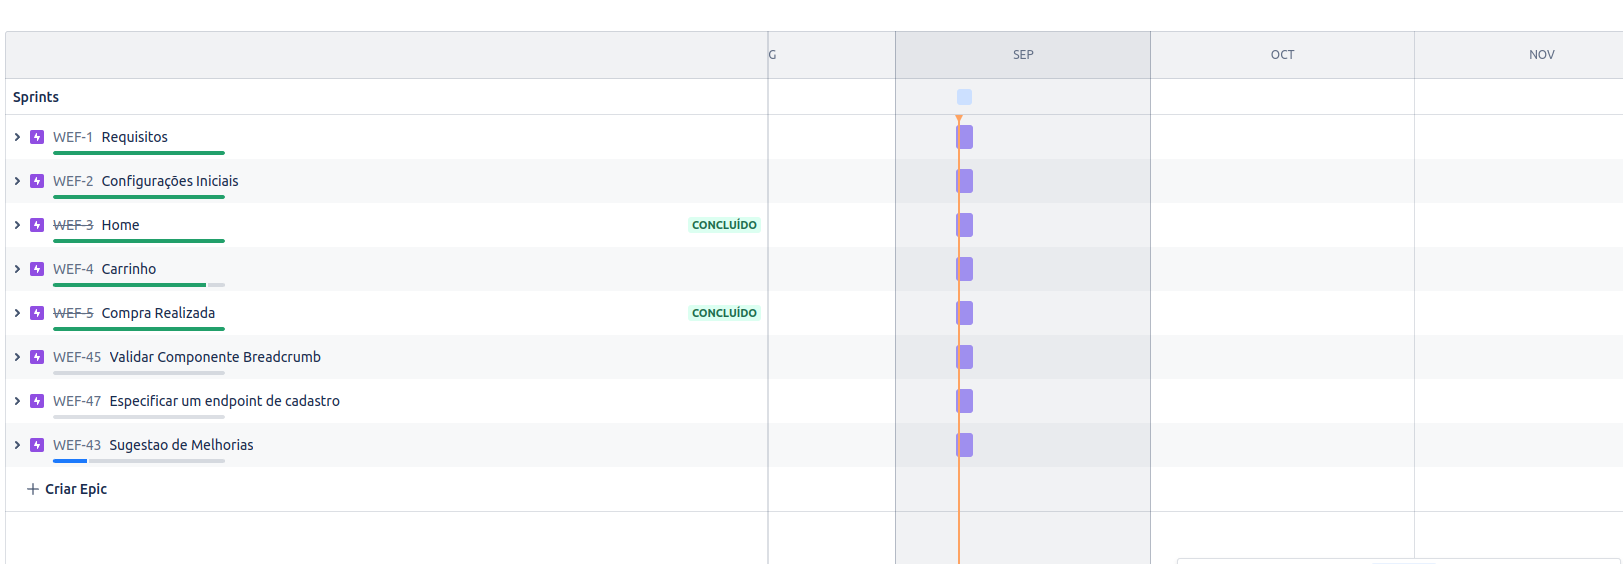 G SEP OCT NOV
Sprints
WEF-1 Requisitos
WEF-2 Configurações Iniciais
WEF-3 Home CONCLUÍDO
WEF-4 Carrinho
WEF-5 Compra Realizada CONCLUÍDO
WEF-45 Validar Componente Breadcrumb
WEF-47 Especificar um endpoint de cadastro
WEF-43 Sugestao de Melhorias
+ Criar Epic